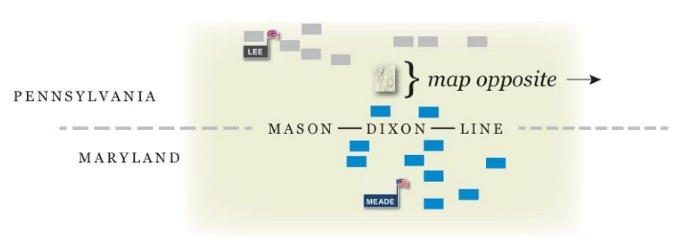 LEE
map opposite
PENNSYLVANIA
MASON DIXON LINE
MARYLAND
MEADE